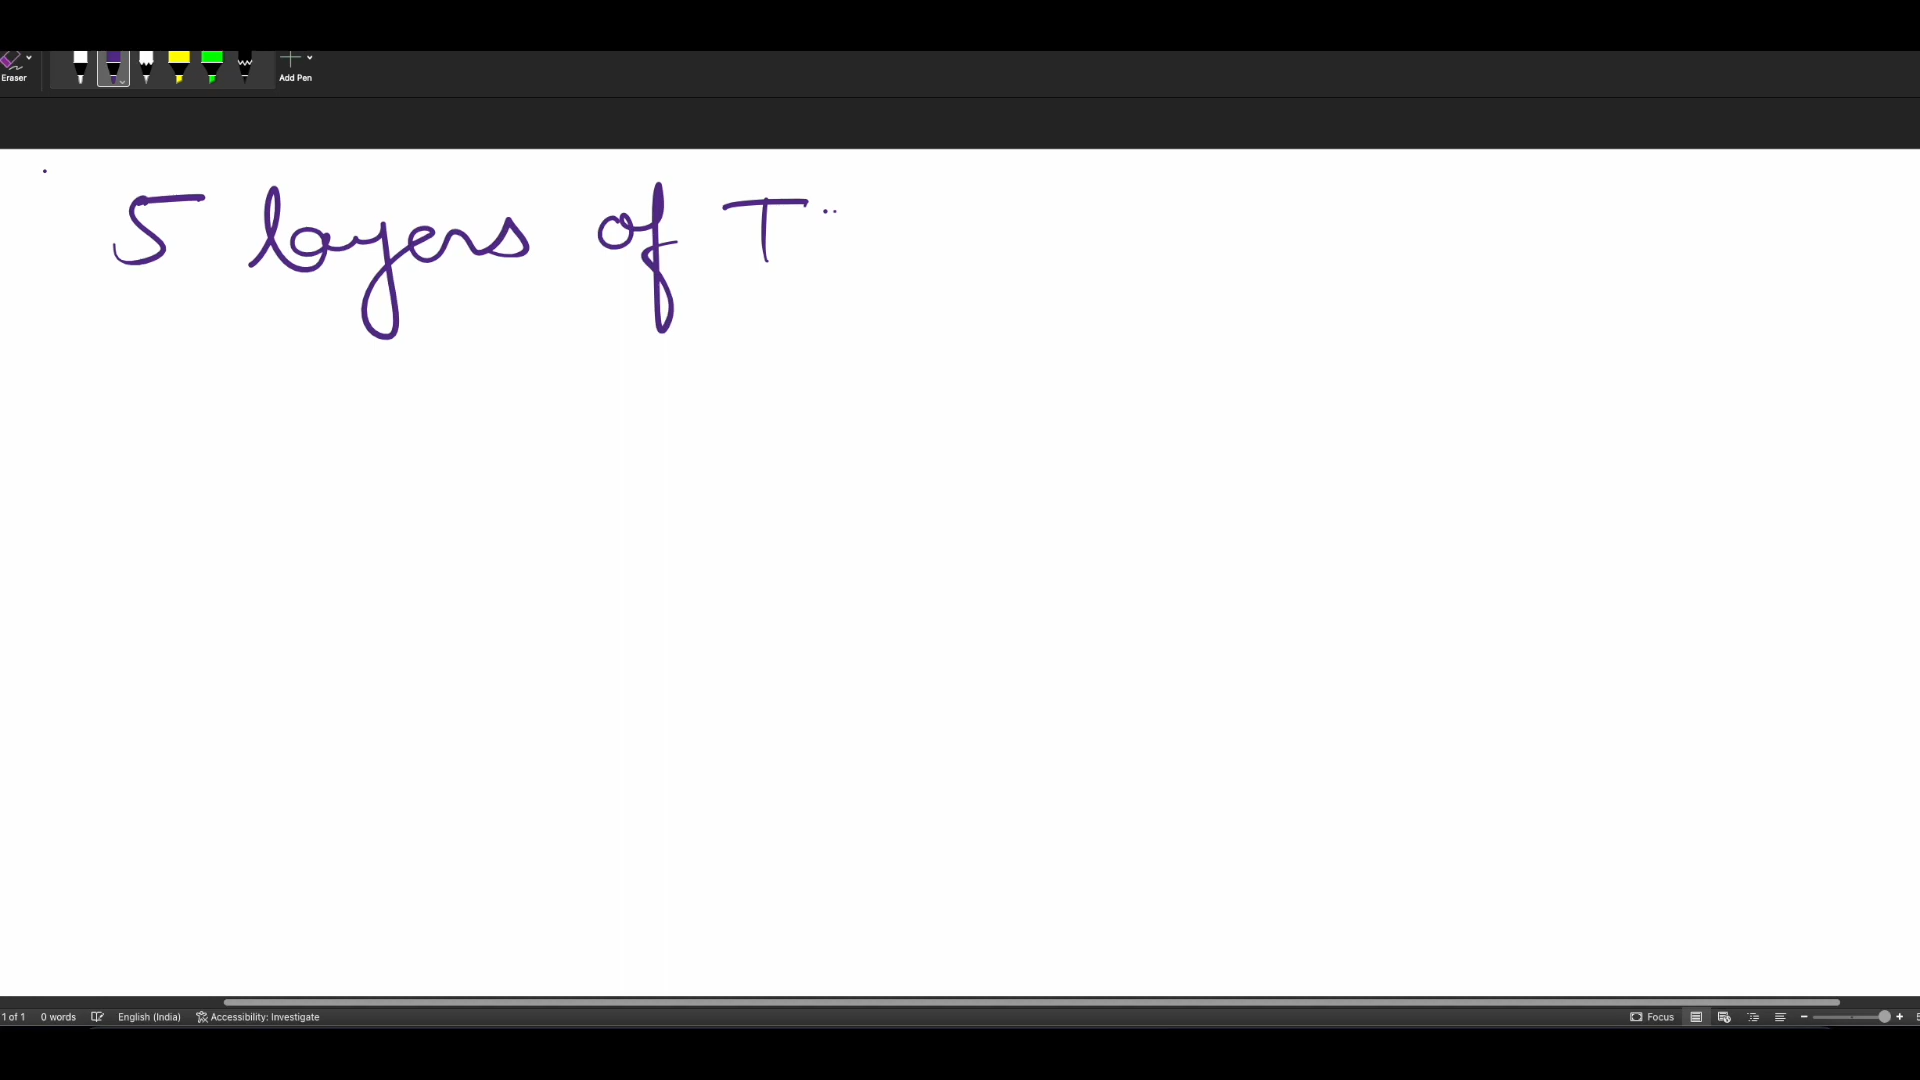 Eraser
Add Pen
5 layers of T
1 of 1 0 words English (India) Accessibility: Investigate Focus